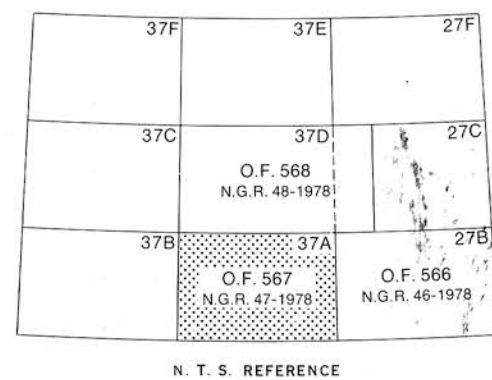 37F 37E 27F
37C 37D 27C
O.F. 568
N.G.R. 48-1978
37B 37A 27B
O.F. 567 O.F. 566
N.G.R. 47-1978 N.G.R. 46-1978
N. T. S. REFERENCE